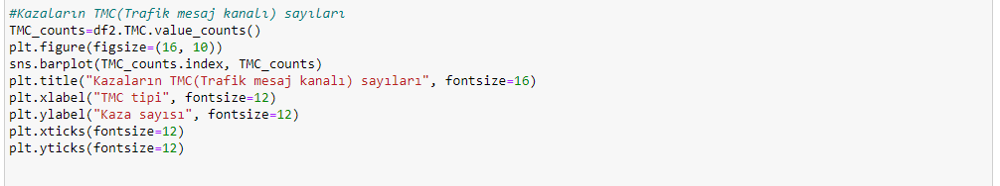 #Kazaların TMC(Trafik mesaj kanalı) sayıları
TMC_counts=df2.TMC.value_counts()
plt.figure(figsize=(16, 10))
sns.barplot(TMC_counts.index, TMC_counts)
plt.title("Kazaların TMC(Trafik mesaj kanalı) sayıları", fontsize=16)
plt.xlabel("TMC tipi", fontsize=12)
plt.ylabel("Kaza sayısı", fontsize=12)
plt.xticks(fontsize=12)
plt.yticks(fontsize=12)